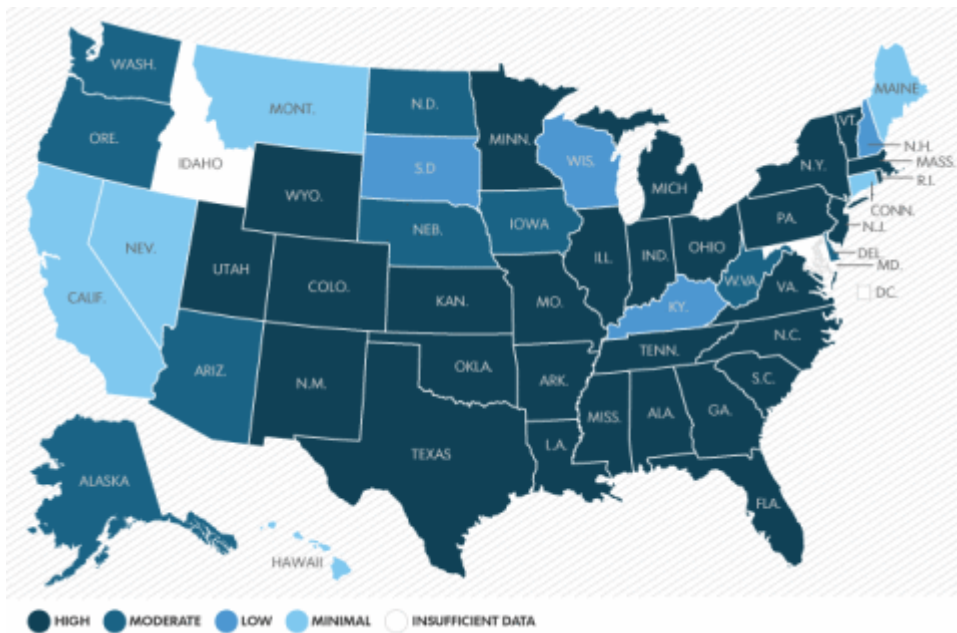 WASH.
MONT.
N.D.
MINN.
VT.
MAINE
ORE.
IDAHO
S.D
WIS.
N.Y.
N.H.
MASS.
R.I.
WYO.
MICH
CONN.
NEV.
NEB.
IOWA
PA.
N.J.
UTAH
COLO.
ILL.
IND.
OHIO
DEL
MD.
CALIF.
KAN.
MO.
KY.
W.VA
VA.
DC.
ARIZ.
N.M.
OKLA.
ARK.
TENN.
N.C.
TEXAS
L.A.
MISS.
ALA.
GA.
S.C.
ALASKA
HAWAII
FLA.
HIGH MODERATE LOW MINIMAL INSUFFICIENT DATA